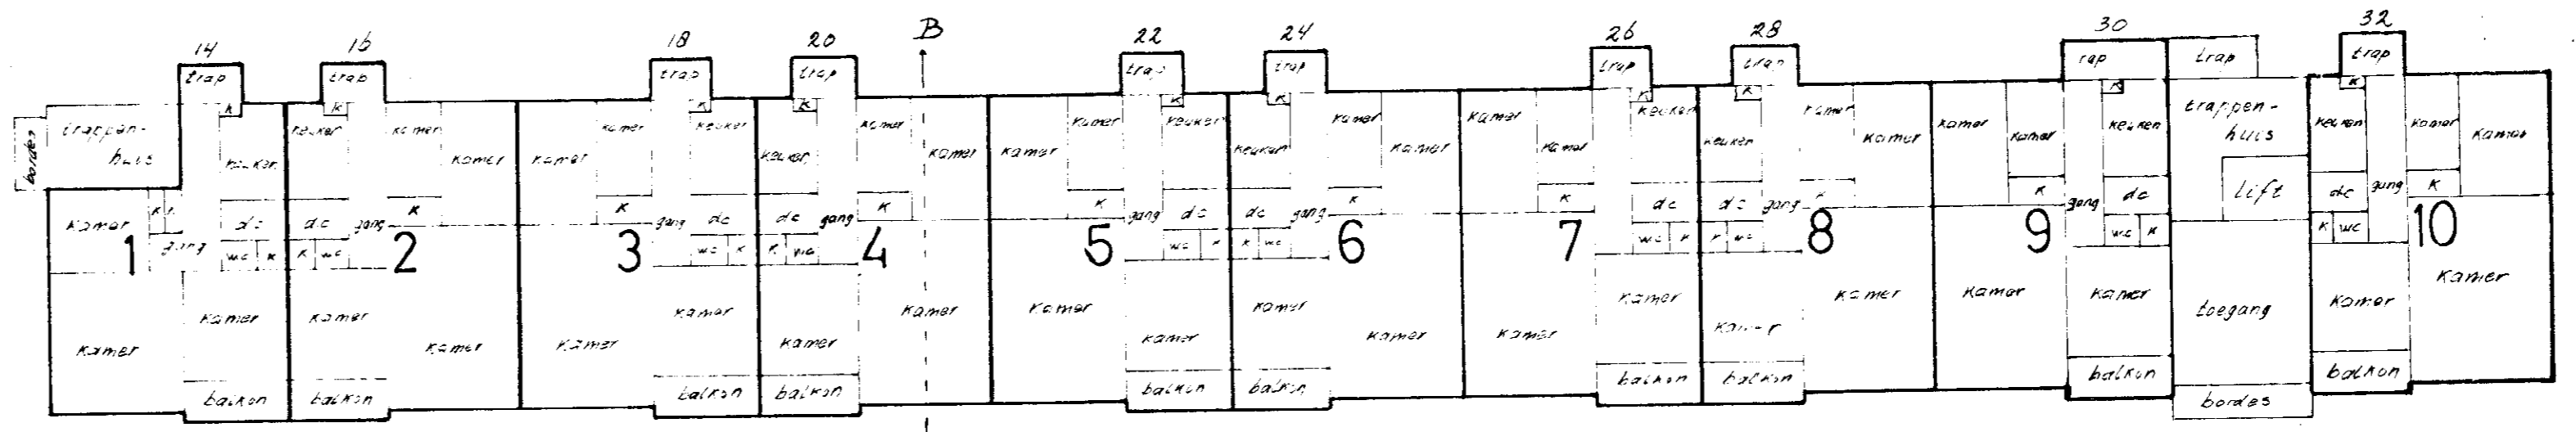 14 16 18 20 B 22 24 26 28 30 32
trap trap trap trap trap trap trap trap rap trap trap
K K K K K K K K K K
bordes trappen-huis keuken
keuken kamer kamer
kamer kamer keuken
keuken kamer kamer
kamer kamer keuken
keuken kamer kamer
kamer kamer keuken
keuken kamer kamer
kamer kamer keuken
trappen-huis lift
keuken kamer kamer
kamer K gang dc wc K
1
dc gang K K wc
2
K gang dc wc K
3
dc gang K K wc
4
K gang dc wc K
5
dc gang K K wc
6
K dc wc K
7
dc gang K wc
8
K gang dc wc K
9
dc gang K K wc
10
kamer kamer balkon
kamer kamer balkon
kamer kamer balkon
kamer kamer balkon
kamer kamer balkon
kamer kamer balkon
kamer kamer balkon
kamer kamer balkon
kamer kamer balkon
toegang
bordes
kamer kamer balkon